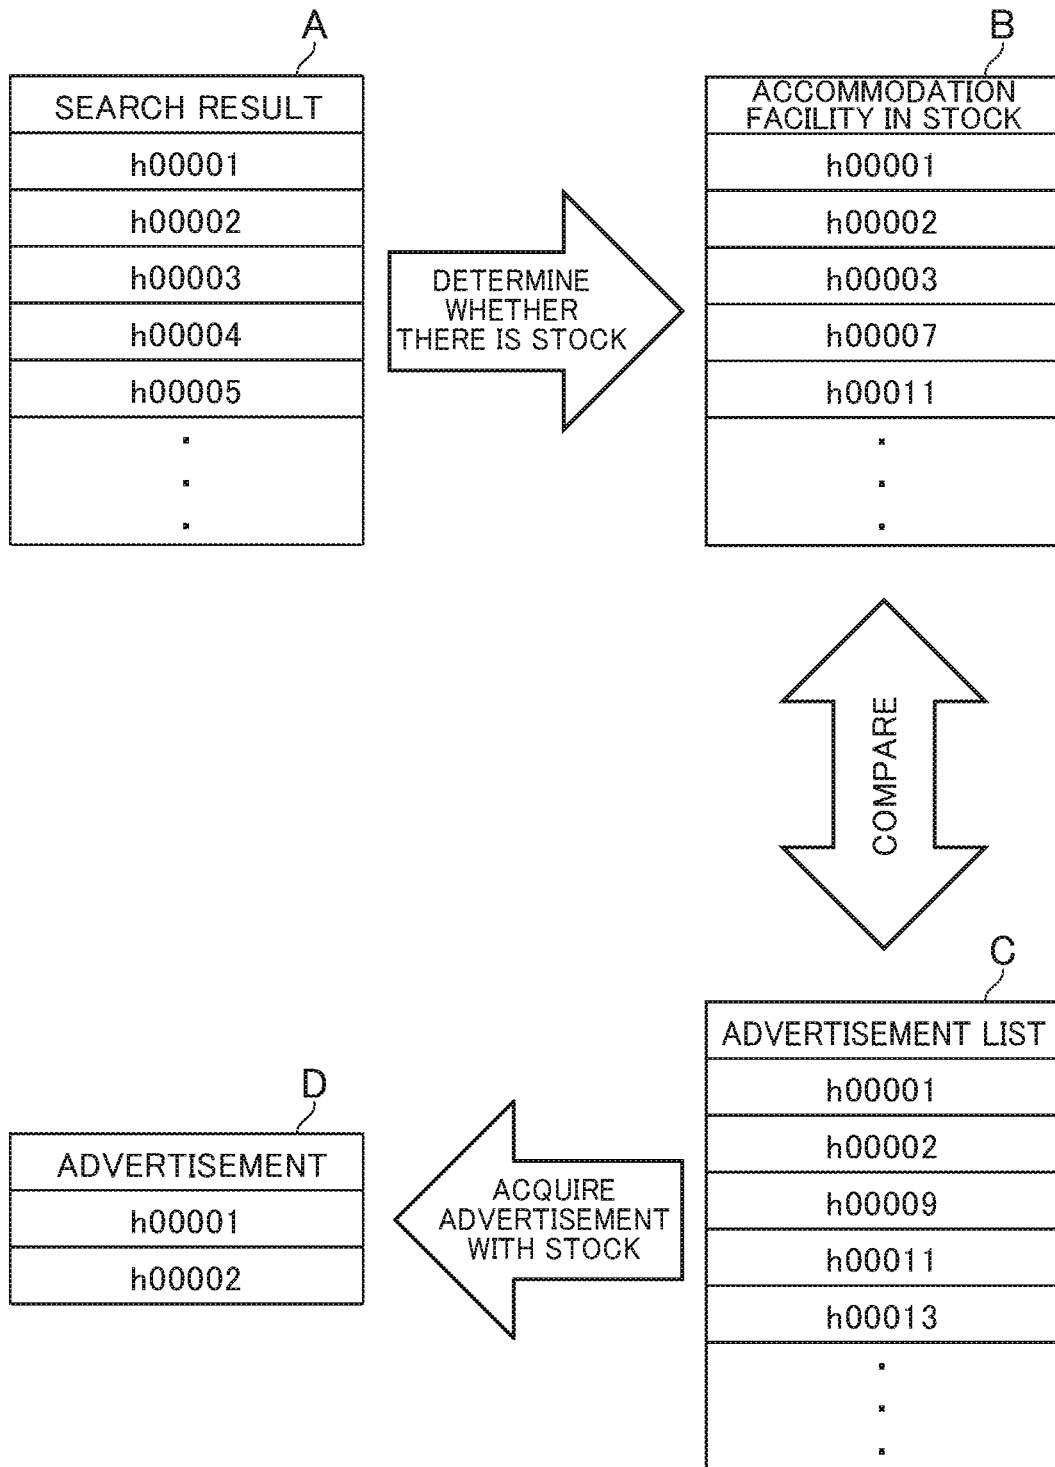 A
SEARCH RESULT
h00001
h00002
h00003
h00004
h00005
DETERMINE
WHETHER
THERE IS STOCK
B
ACCOMMODATION
FACILITY IN STOCK
h00001
h00002
h00003
h00007
h00011
COMPARE
C
ADVERTISEMENT LIST
h00001
h00002
h00009
h00011
h00013
ACQUIRE
ADVERTISEMENT
WITH STOCK
D
ADVERTISEMENT
h00001
h00002